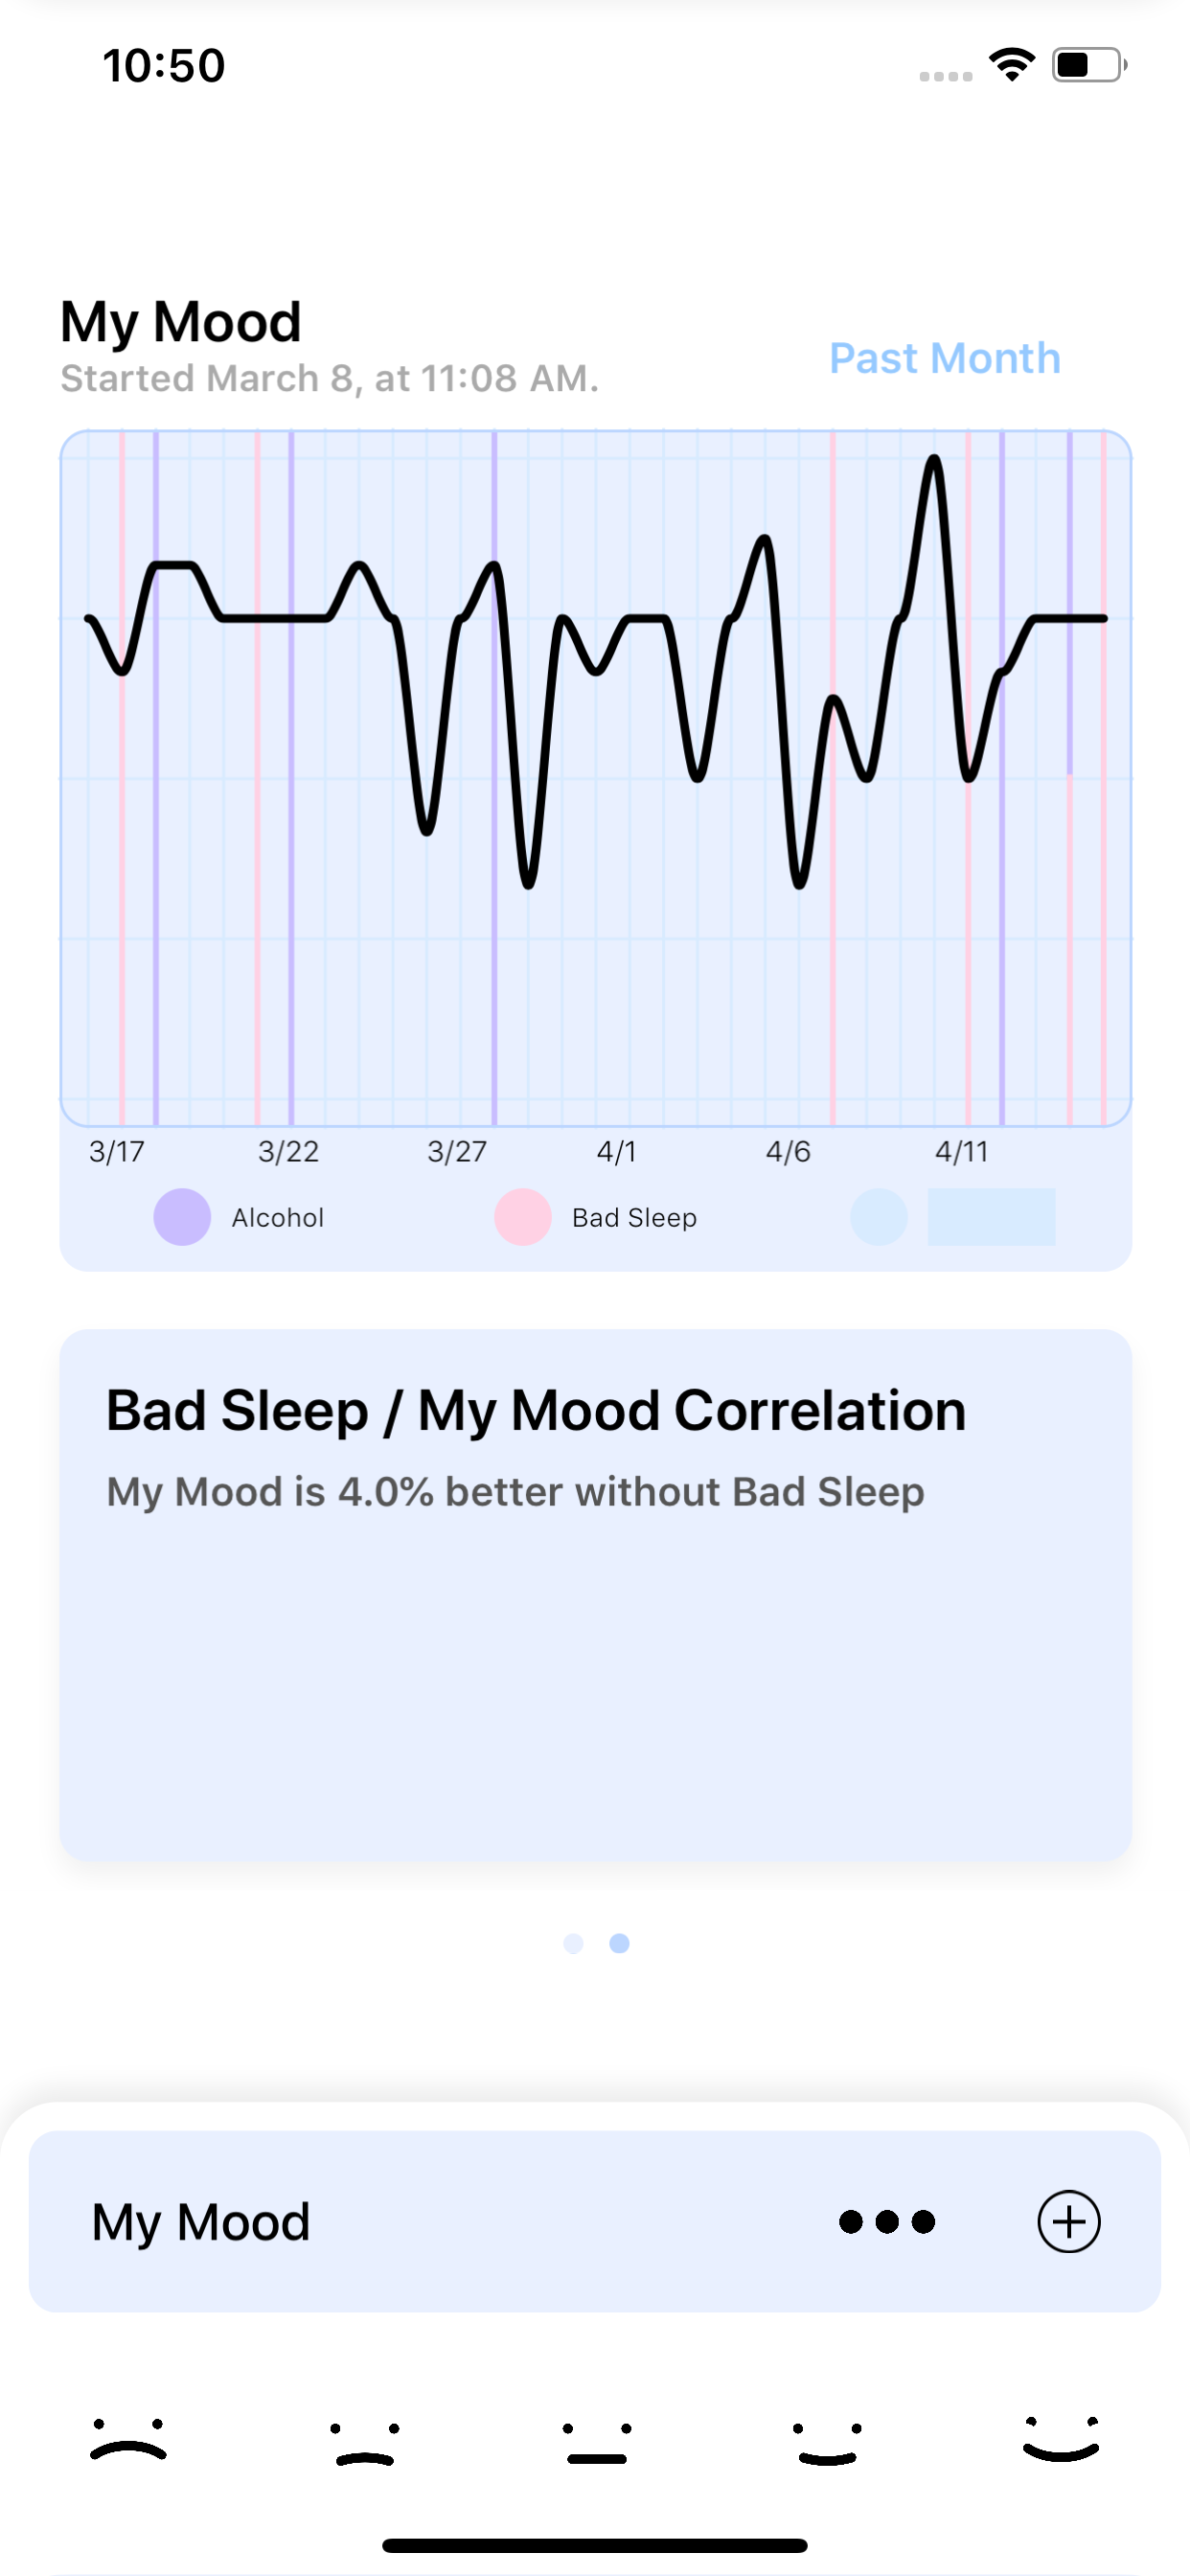 10:50
My Mood
Started March 8, at 11:08 AM.
Past Month
3/17 3/22 3/27 4/1 4/6 4/11
Alcohol Bad Sleep
Bad Sleep / My Mood Correlation
My Mood is 4.0% better without Bad Sleep
My Mood